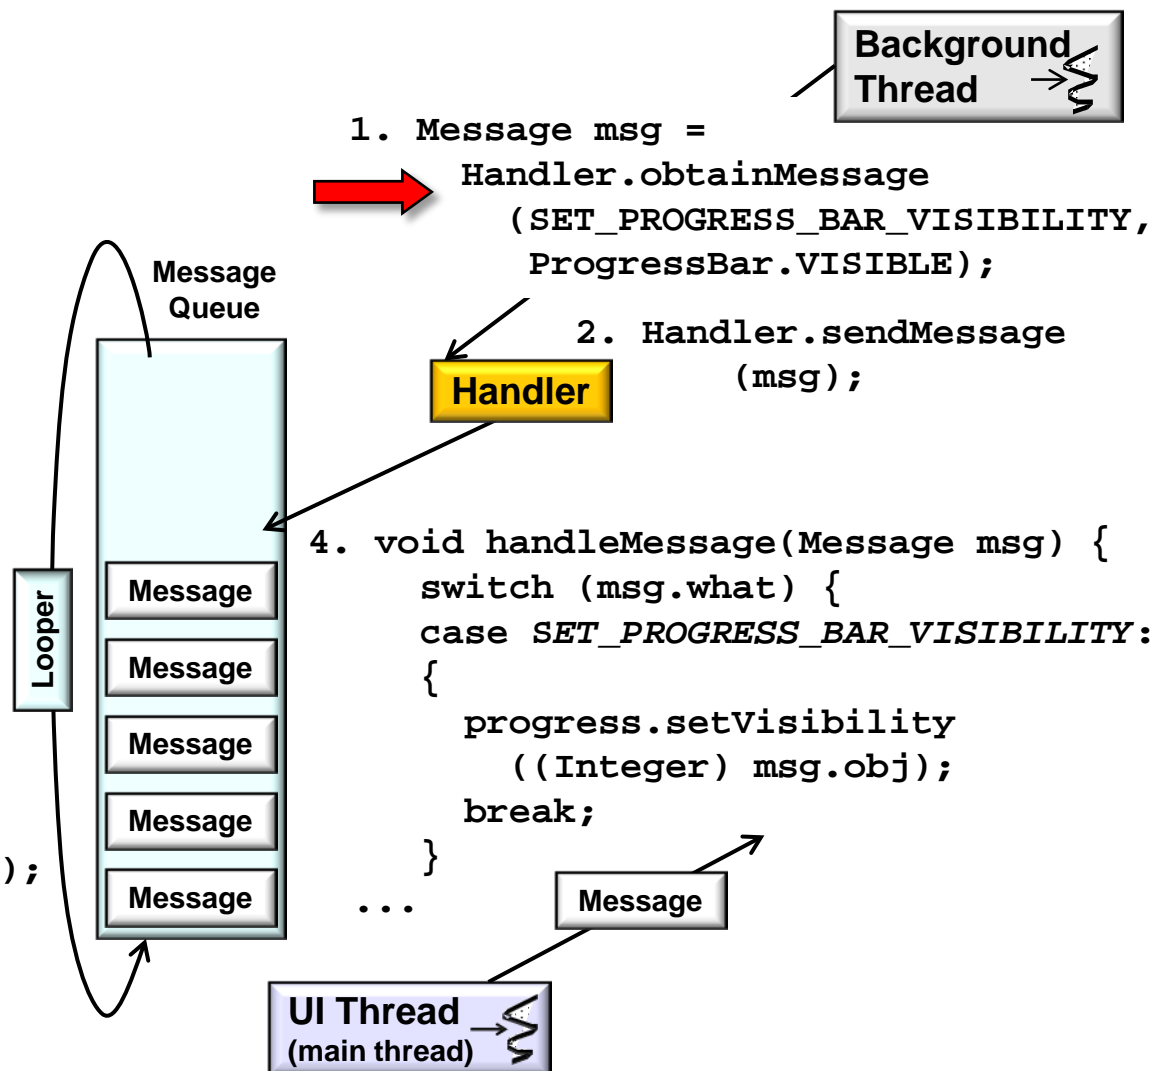 Background
Thread
1. Message msg =
Handler.obtainMessage
(SET_PROGRESS_BAR_VISIBILITY,
ProgressBar.VISIBLE);
Message
Queue
2. Handler.sendMessage
(msg);
Handler
4. void handleMessage(Message msg) {
switch (msg.what) {
case SET_PROGRESS_BAR_VISIBILITY:
{
progress.setVisibility
((Integer) msg.obj);
break;
}
...
Looper
Message
Message
Message
Message
Message
);
Message
UI Thread
(main thread)